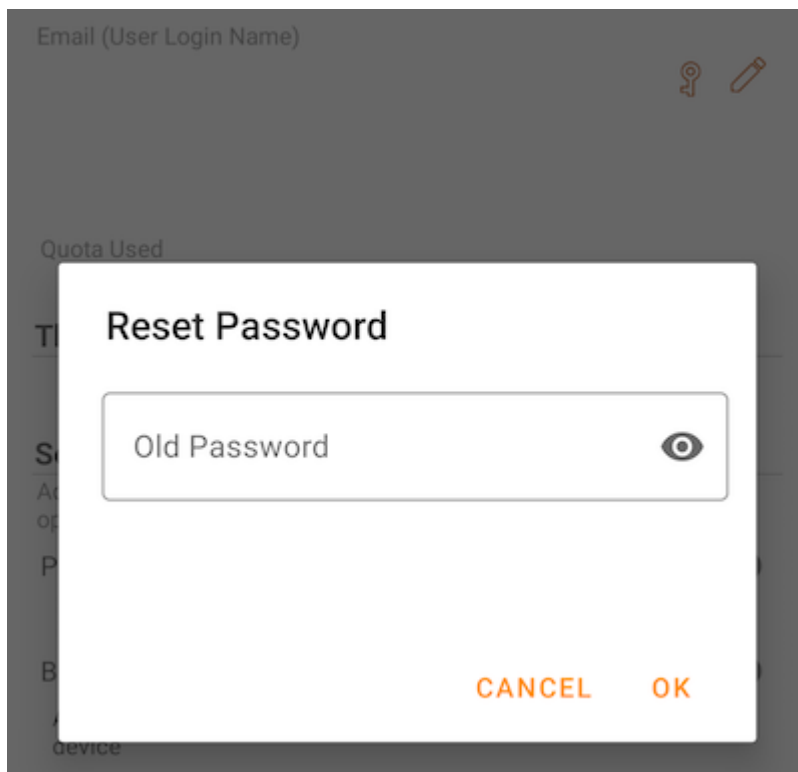 Email (User Login Name)
Quota Used
Reset Password
Old Password
CANCEL OK
device